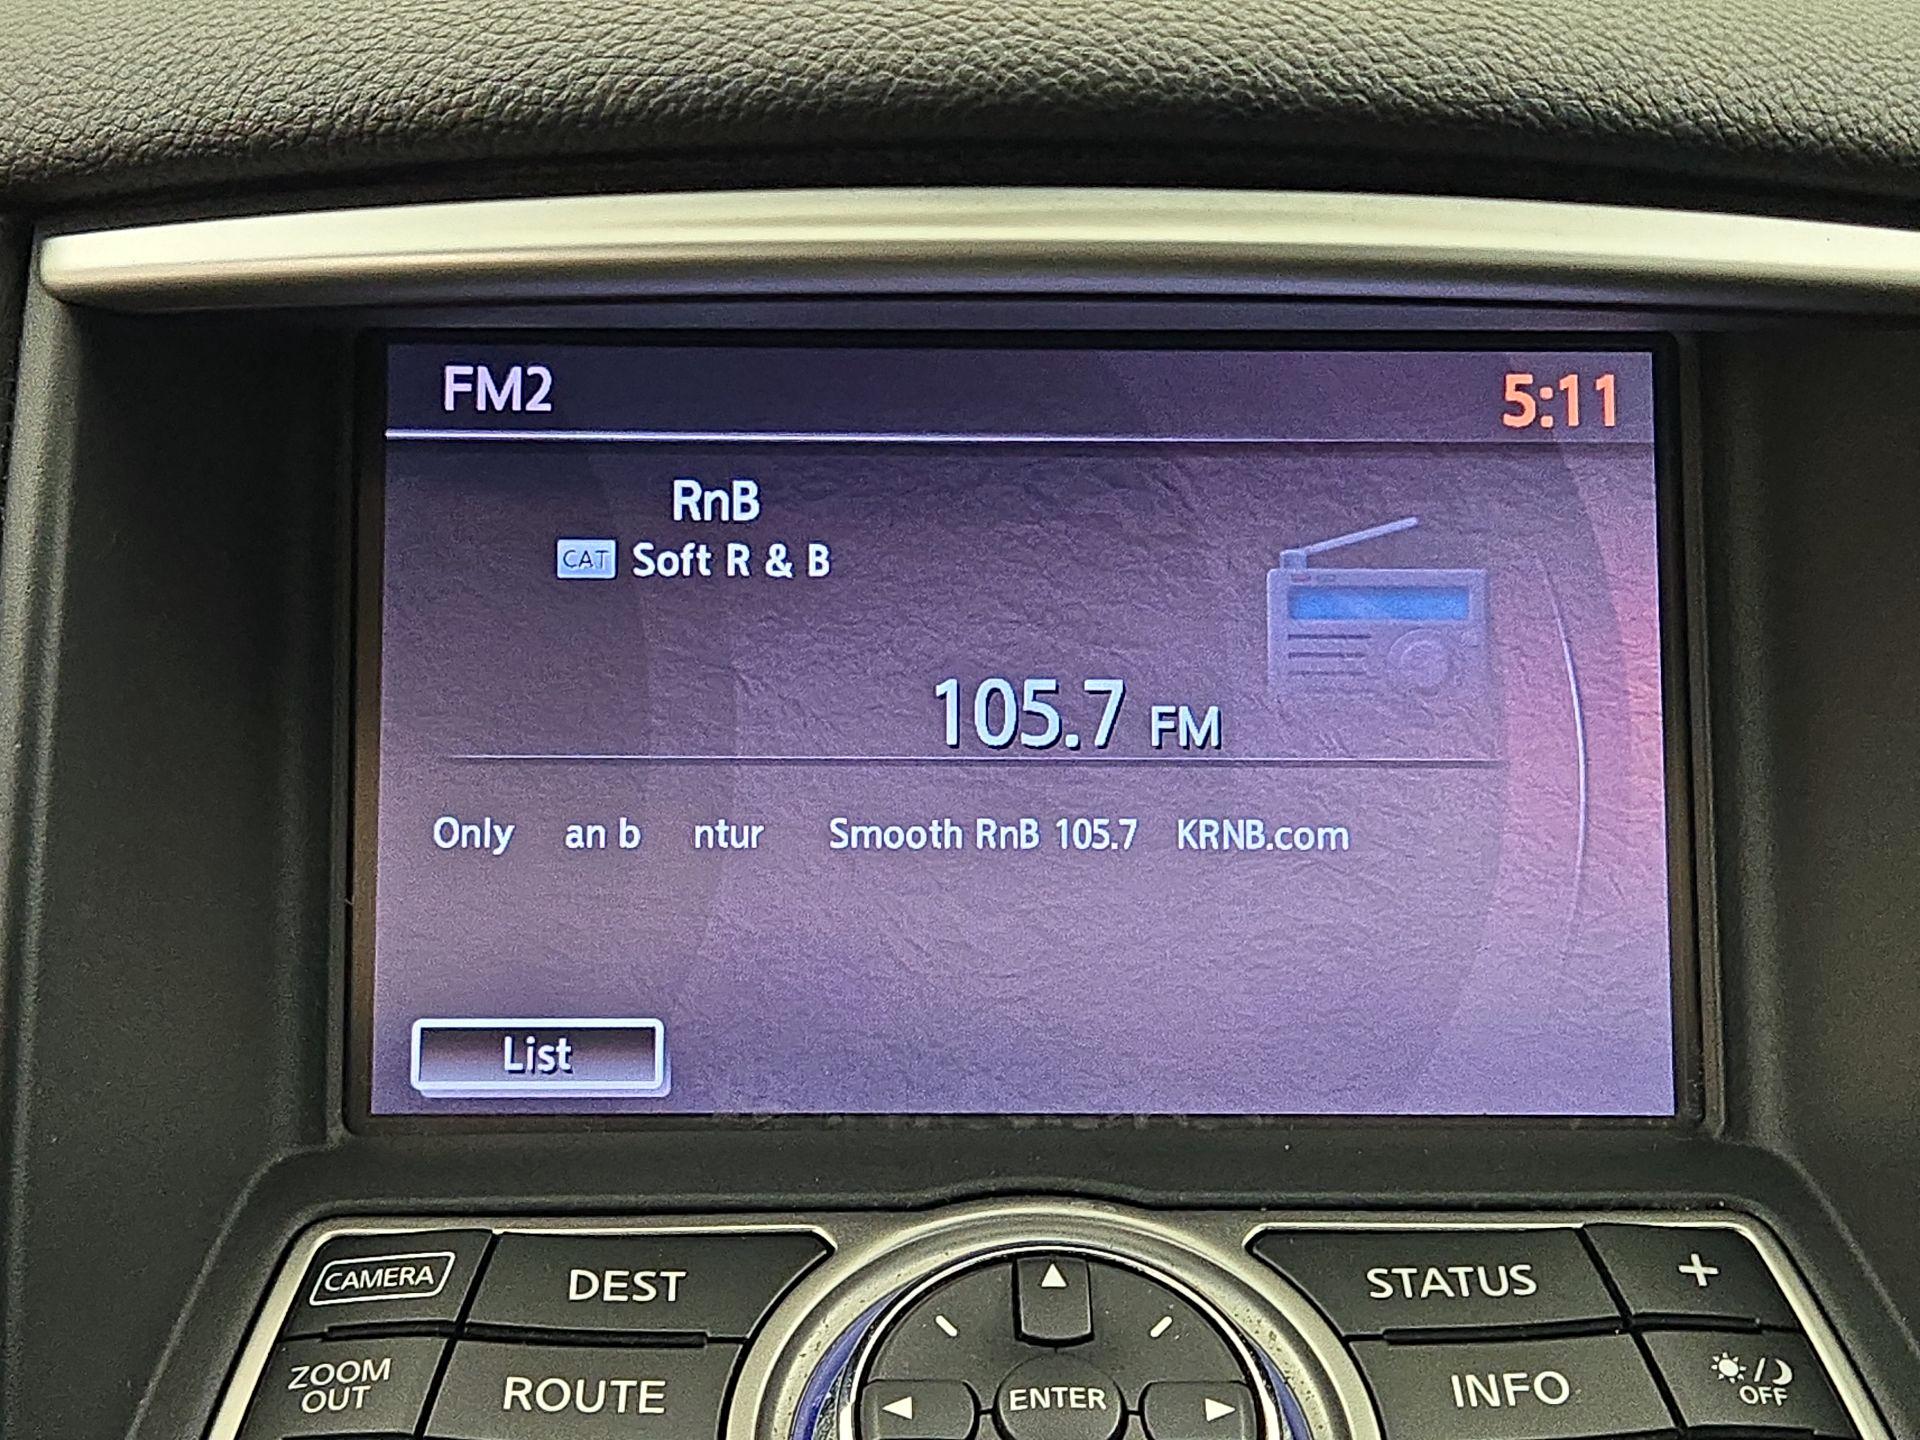 FM2 5:11
RnB
CAT Soft R & B
105.7 FM
Only an b ntur Smooth RnB 105.7 KRNB.com
List
CAMERA DEST STATUS +
ZOOM OUT ROUTE ENTER INFO OFF